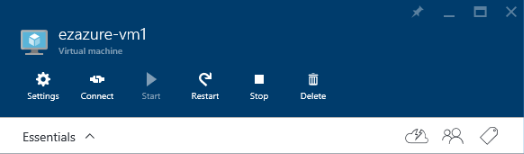 ezazure-vm1
Virtual machine
Settings Connect Start Restart Stop Delete
Essentials